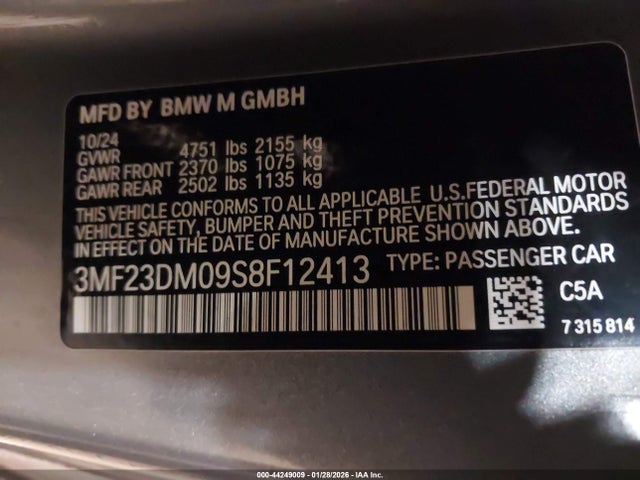 MFD BY BMW M GMBH
10/24
GVWR 4751 lbs 2155 kg
GAWR FRONT 2370 lbs 1075 kg
GAWR REAR 2502 lbs 1135 kg
THIS VEHICLE CONFORMS TO ALL APPLICABLE U.S.FEDERAL MOTOR
VEHICLE SAFETY, BUMPER AND THEFT PREVENTION STANDARDS
IN EFFECT ON THE DATE OF MANUFACTURE SHOWN ABOVE.
3MF23DM09S8F12413 TYPE: PASSENGER CAR
C5A
7 315 814
000-44249009 | 01/28/2026 | IAA Inc.